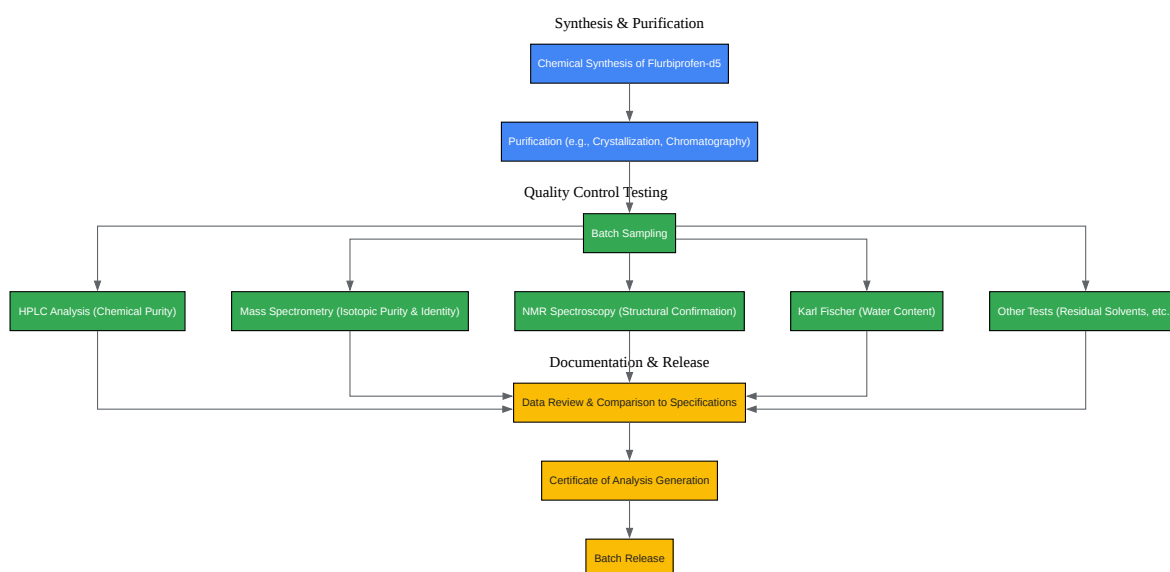 Synthesis & Purification
Chemical Synthesis of Flurbiprofen-d5
Purification (e.g., Crystallization, Chromatography)
Quality Control Testing
Batch Sampling
HPLC Analysis (Chemical Purity)
Mass Spectrometry (Isotopic Purity & Identity)
NMR Spectroscopy (Structural Confirmation)
Karl Fischer (Water Content)
Other Tests (Residual Solvents, etc.
Documentation & Release
Data Review & Comparison to Specifications
Certificate of Analysis Generation
Batch Release